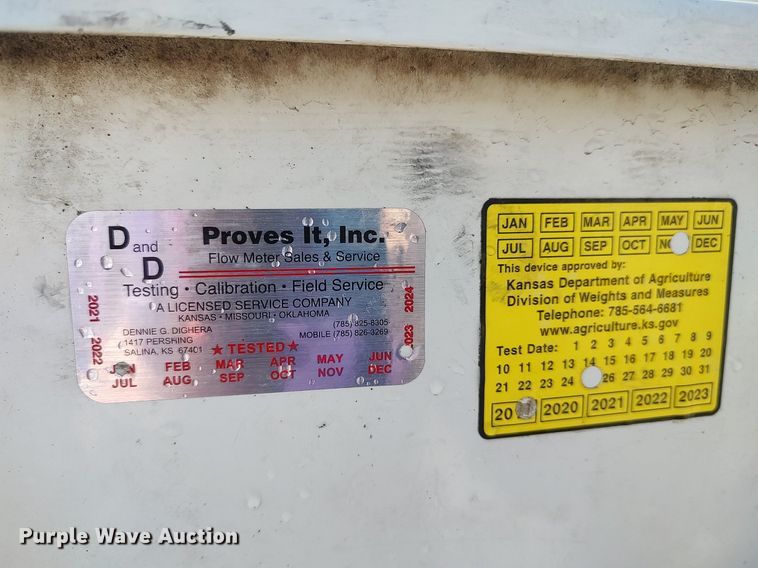 D and D
Proves It, Inc.
Flow Meter Sales & Service
Testing • Calibration • Field Service
A LICENSED SERVICE COMPANY
KANSAS • MISSOURI • OKLAHOMA
DENNIE G. DIGHERA
1417 PERSHING
SALINA, KS 67401
(785) 825-8305
MOBILE (785) 826-3269
★ TESTED ★
FEB MAR APR MAY JUN
JUL AUG SEP OCT NOV DEC
2021 2022
2023 2024
JAN FEB MAR APR MAY JUN
JUL AUG SEP OCT DEC
This device approved by:
Kansas Department of Agriculture
Division of Weights and Measures
Telephone: 785-564-6681
www.agriculture.ks.gov
Test Date: 1 2 3 4 5 6 7 8 9
10 11 12 13 14 15 16 17 18 19 20
21 22 23 24 26 27 28 29 30 31
20 2020 2021 2022 2023
Purple Wave Auction